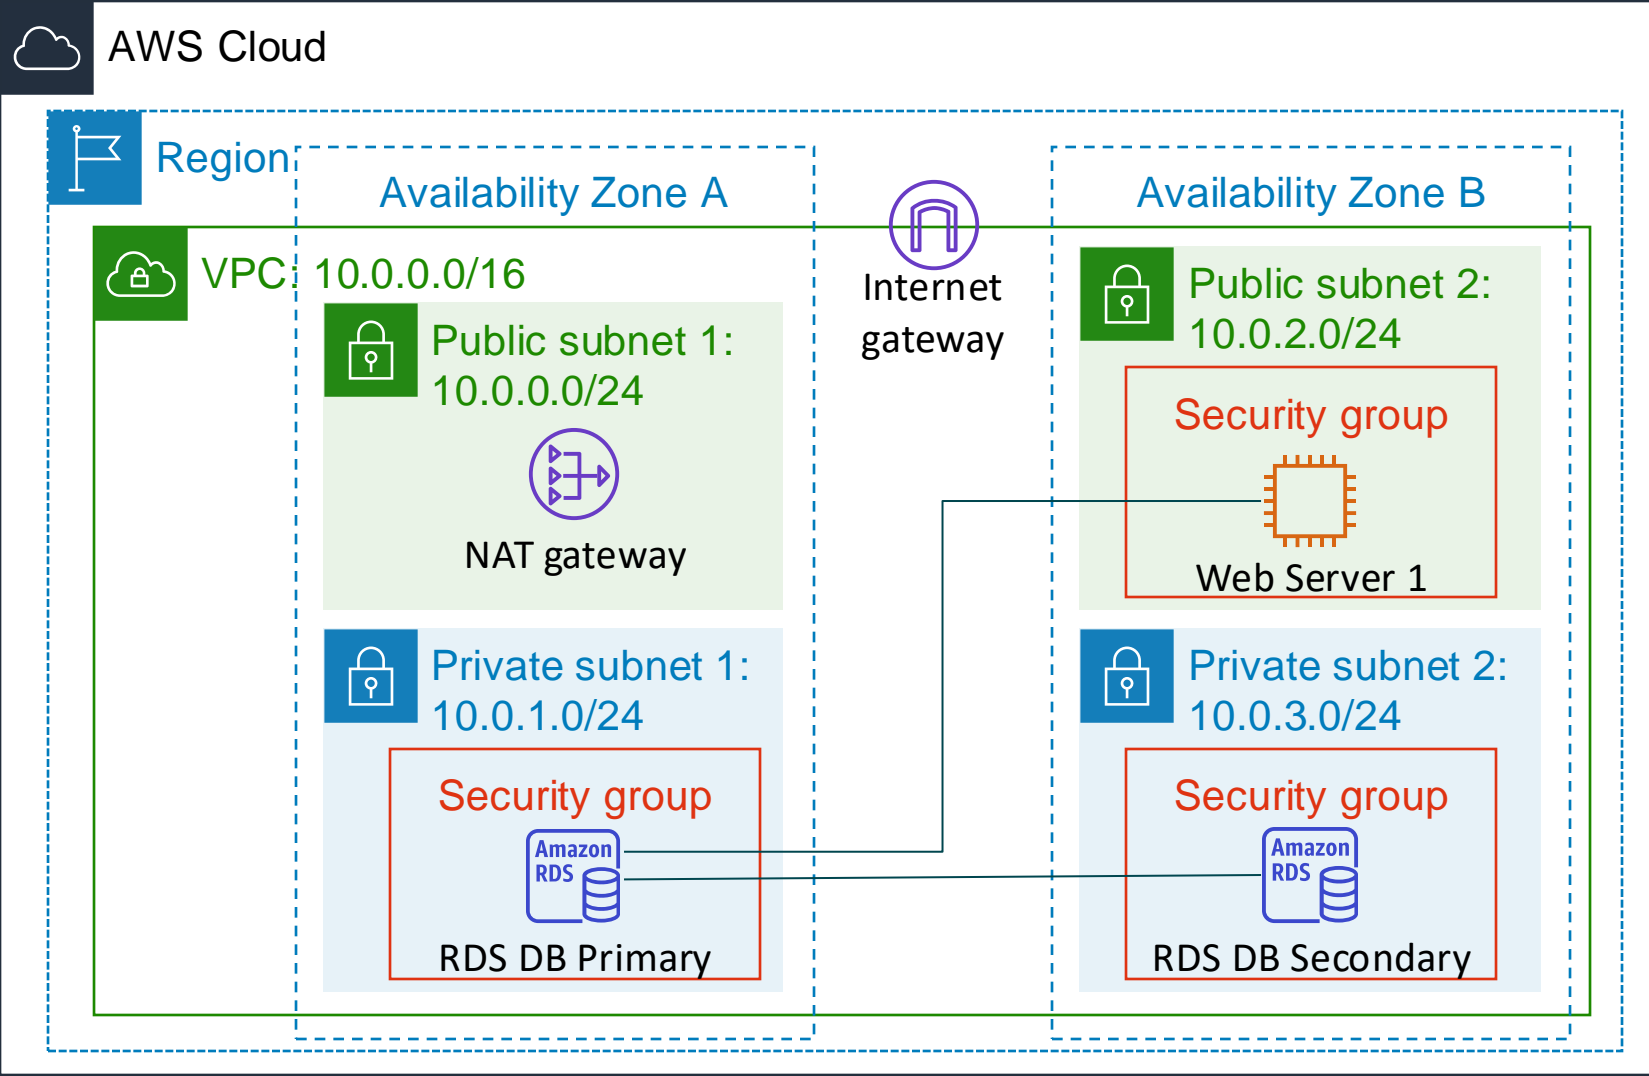 AWS Cloud
Region
Availability Zone A
Availability Zone B
VPC: 10.0.0.0/16
Internet
gateway
Public subnet 1:
10.0.0.0/24
NAT gateway
Public subnet 2:
10.0.2.0/24
Security group
Web Server 1
Private subnet 1:
10.0.1.0/24
Security group
Amazon
RDS
RDS DB Primary
Private subnet 2:
10.0.3.0/24
Security group
Amazon
RDS
RDS DB Secondary